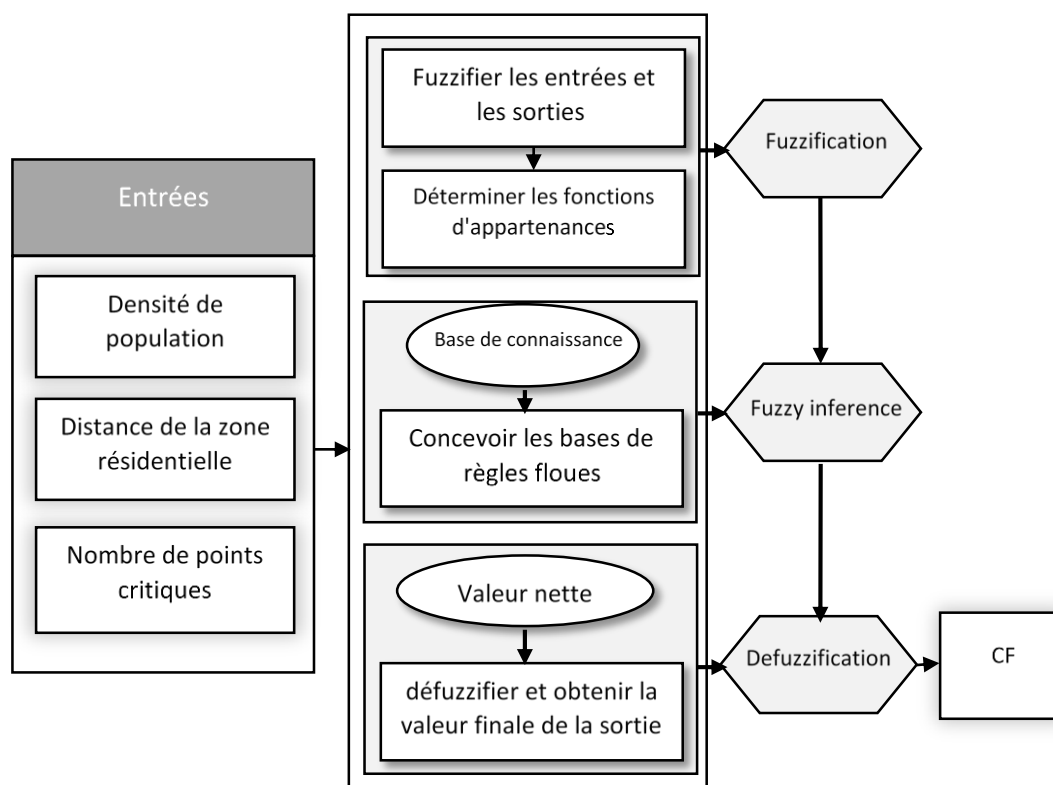 Entrées
Densité de
population
Distance de la zone
résidentielle
Nombre de points
critiques
Fuzzifier les entrées et
les sorties
Déterminer les fonctions
d'appartenances
Base de connaissance
Concevoir les bases de
règles floues
Valeur nette
défuzzifier et obtenir la
valeur finale de la sortie
Fuzzification
Fuzzy inference
Defuzzification
CF